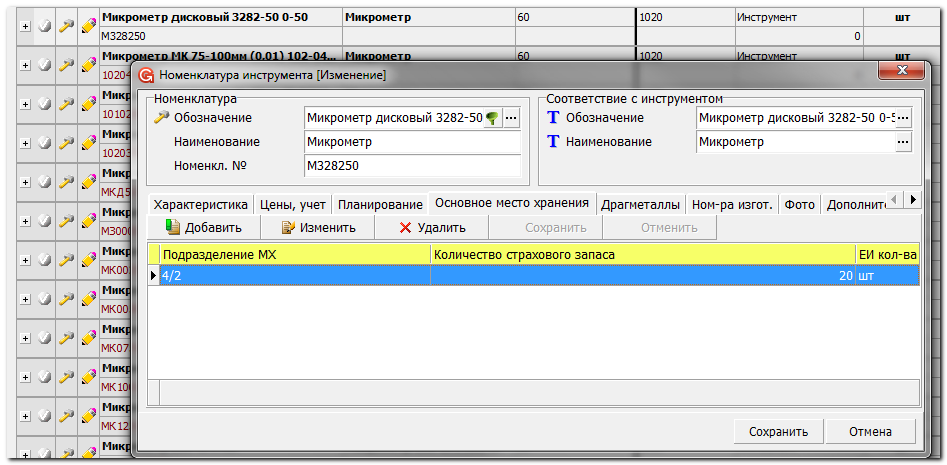 Микрометр дисковый 3282-50 0-50 Микрометр 60 1020 Инструмент шт
М328250 0
Микрометр МК 75-100мм (0.01) 102-04... Микрометр 60 1020 Инструмент шт
10204
Номенклатура инструмента [Изменение]
Микр
10102
Микр
10203
Микр
МКД5
Микр
М3000
Микр
МК00
Микр
МК00
Микр
МК07
Микр
МК100
Микр
МК12
Микр
Номенклатура
Обозначение Микрометр дисковый 3282-50 ...
Наименование Микрометр
Номенкл. № М328250
Соответствие с инструментом
Т Обозначение Микрометр дисковый 3282-50 0-5 ...
Т Наименование Микрометр ...
Характеристика Цены, учет Планирование Основное место хранения Драгметаллы Ном-ра изгот. Фото Дополните
Добавить Изменить Удалить Сохранить Отменить
Подразделение МХ Количество страхового запаса ЕИ кол-ва
4/2 20 шт
Сохранить Отмена